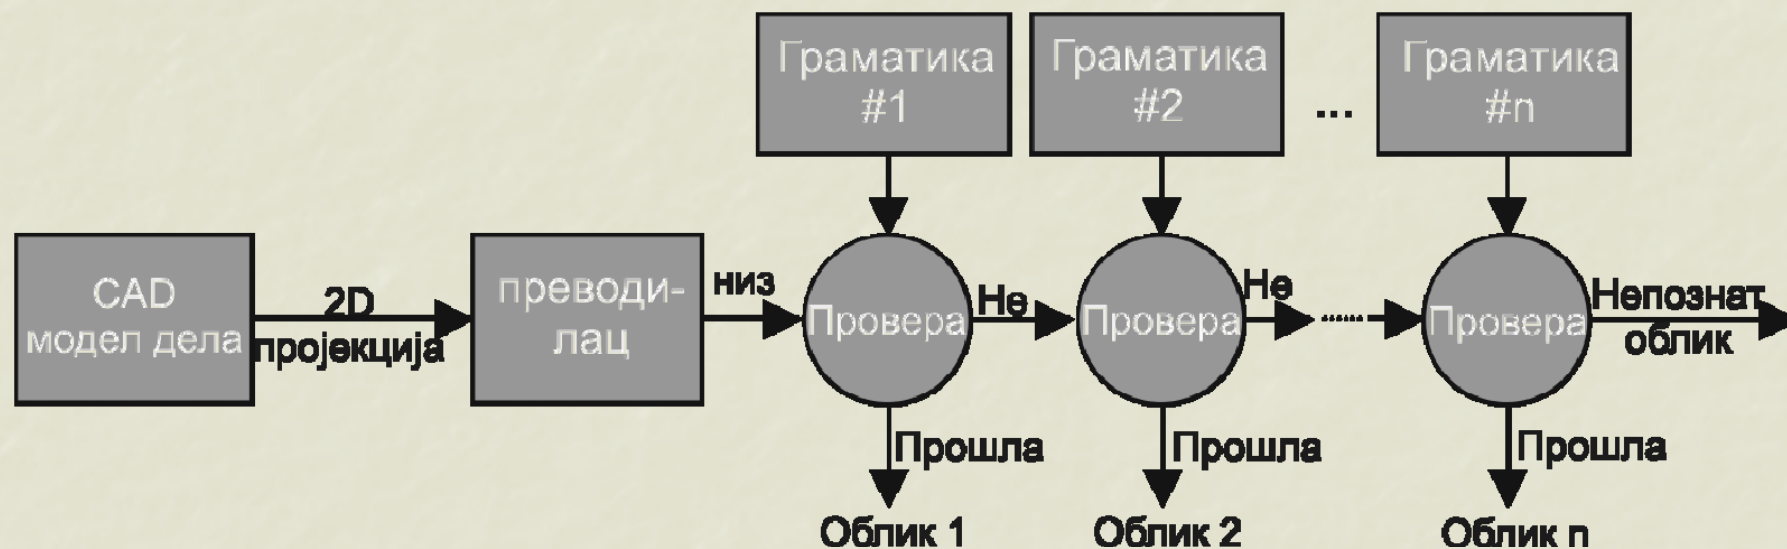 Граматика
#1
Граматика
#2
...
Граматика
#n
CAD
модел дела
2D
пројекција
преводи-
лац
низ
Провера
Не
Провера
Не
......
Провера
Непознат
облик
Прошла
Прошла
Прошла
Облик 1
Облик 2
Облик n